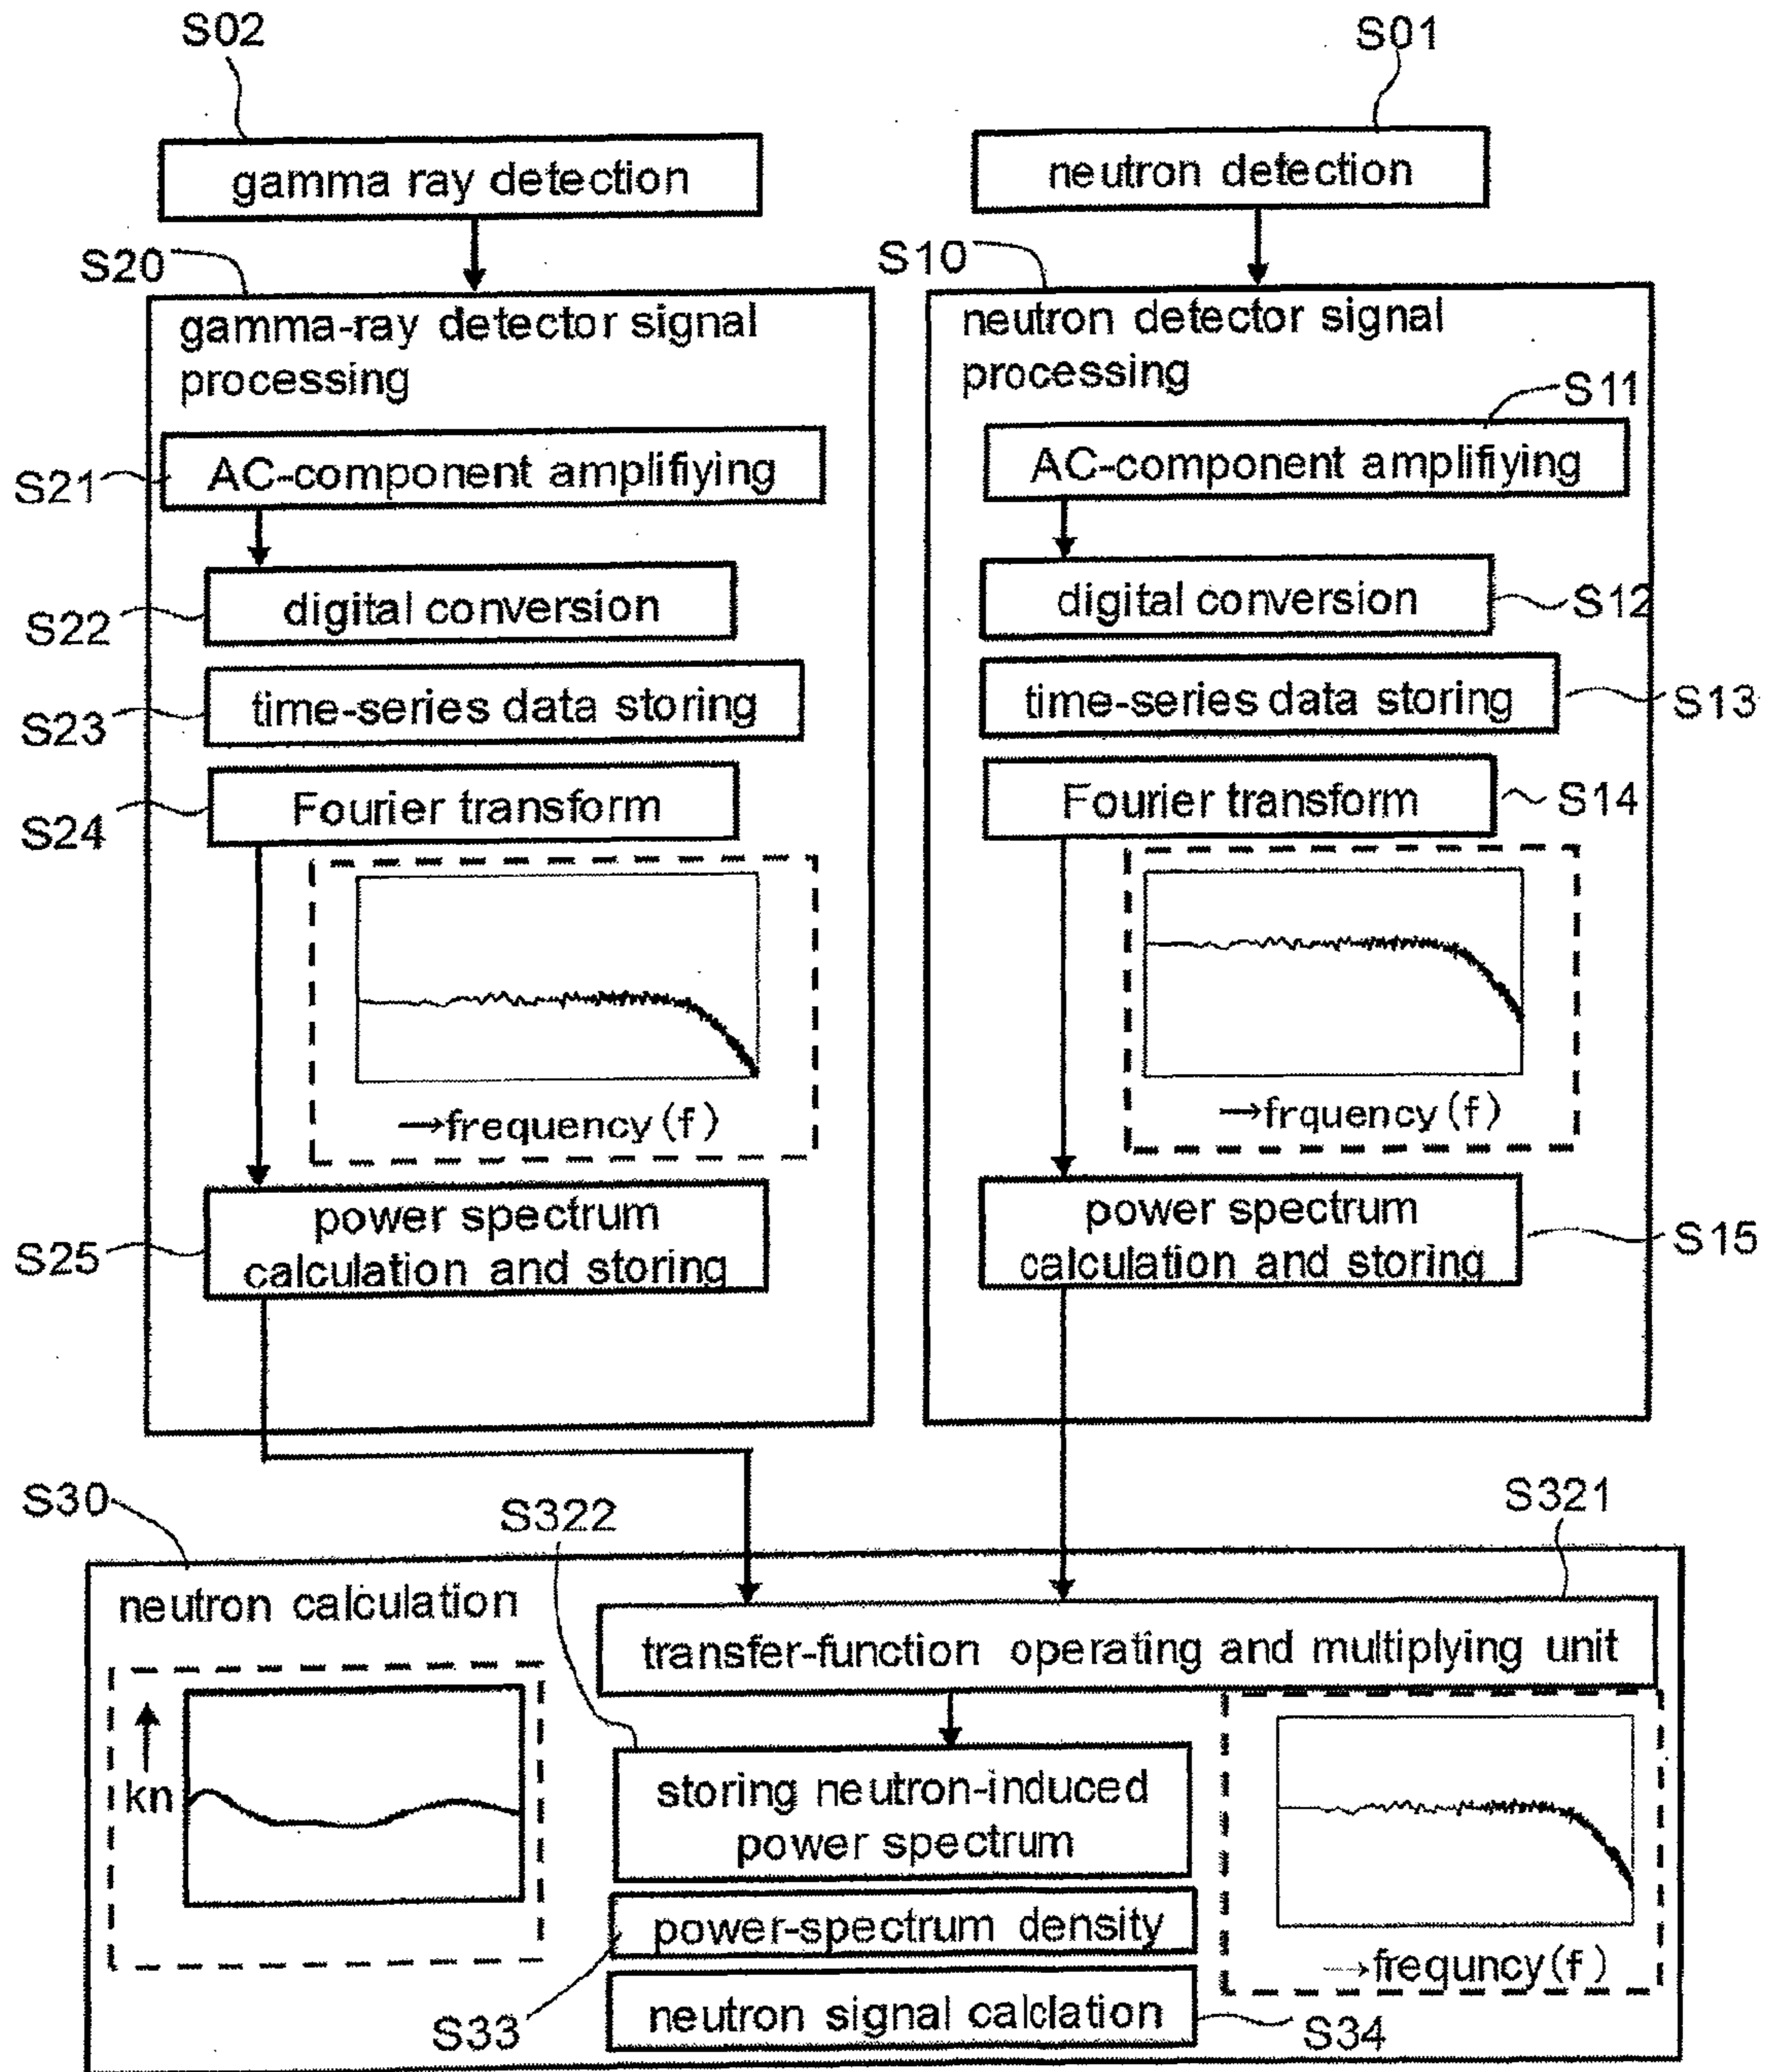 S02
S01
gamma ray detection
neutron detection
S20
S10
gamma-ray detector signal
processing
neutron detector signal
processing
S11
S21
AC-component amplifiying
AC-component amplifiying
S22
digital conversion
digital conversion
S12
S23
time-series data storing
time-series data storing
S13
S24
Fourier transform
Fourier transform
S14
→frequency(f)
→frquency(f)
S25
power spectrum
calculation and storing
power spectrum
calculation and storing
S15
S30
S322
S321
neutron calculation
transfer-function operating and multiplying unit
kn
storing neutron-induced
power spectrum
power-spectrum density
→frequncy(f)
S33
neutron signal calclation
S34